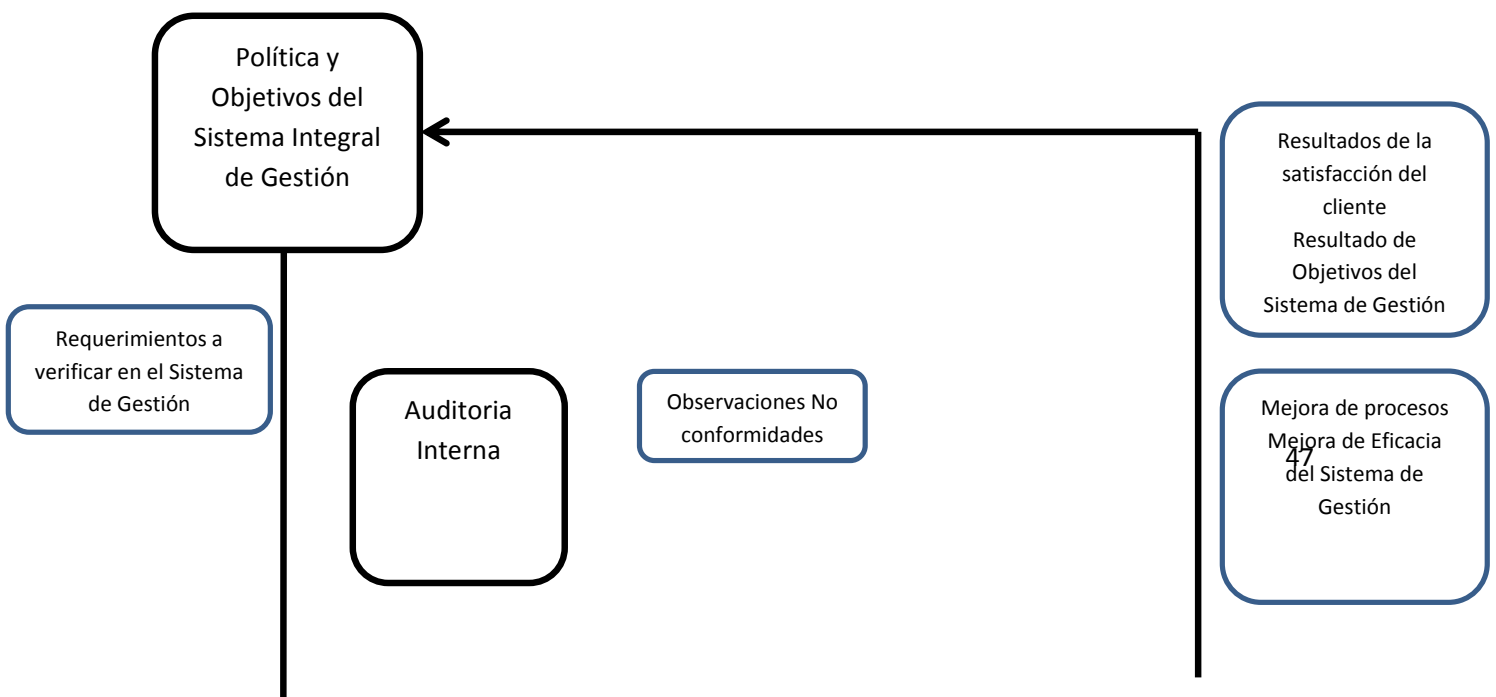 Política y
Objetivos del
Sistema Integral
de Gestión
Resultados de la
satisfacción del
cliente
Resultado de
Objetivos del
Sistema de Gestión
Requerimientos a
verificar en el Sistema
de Gestión
Auditoria
Interna
Observaciones No
conformidades
Mejora de procesos
Mejora de Eficacia
47
del Sistema de
Gestión